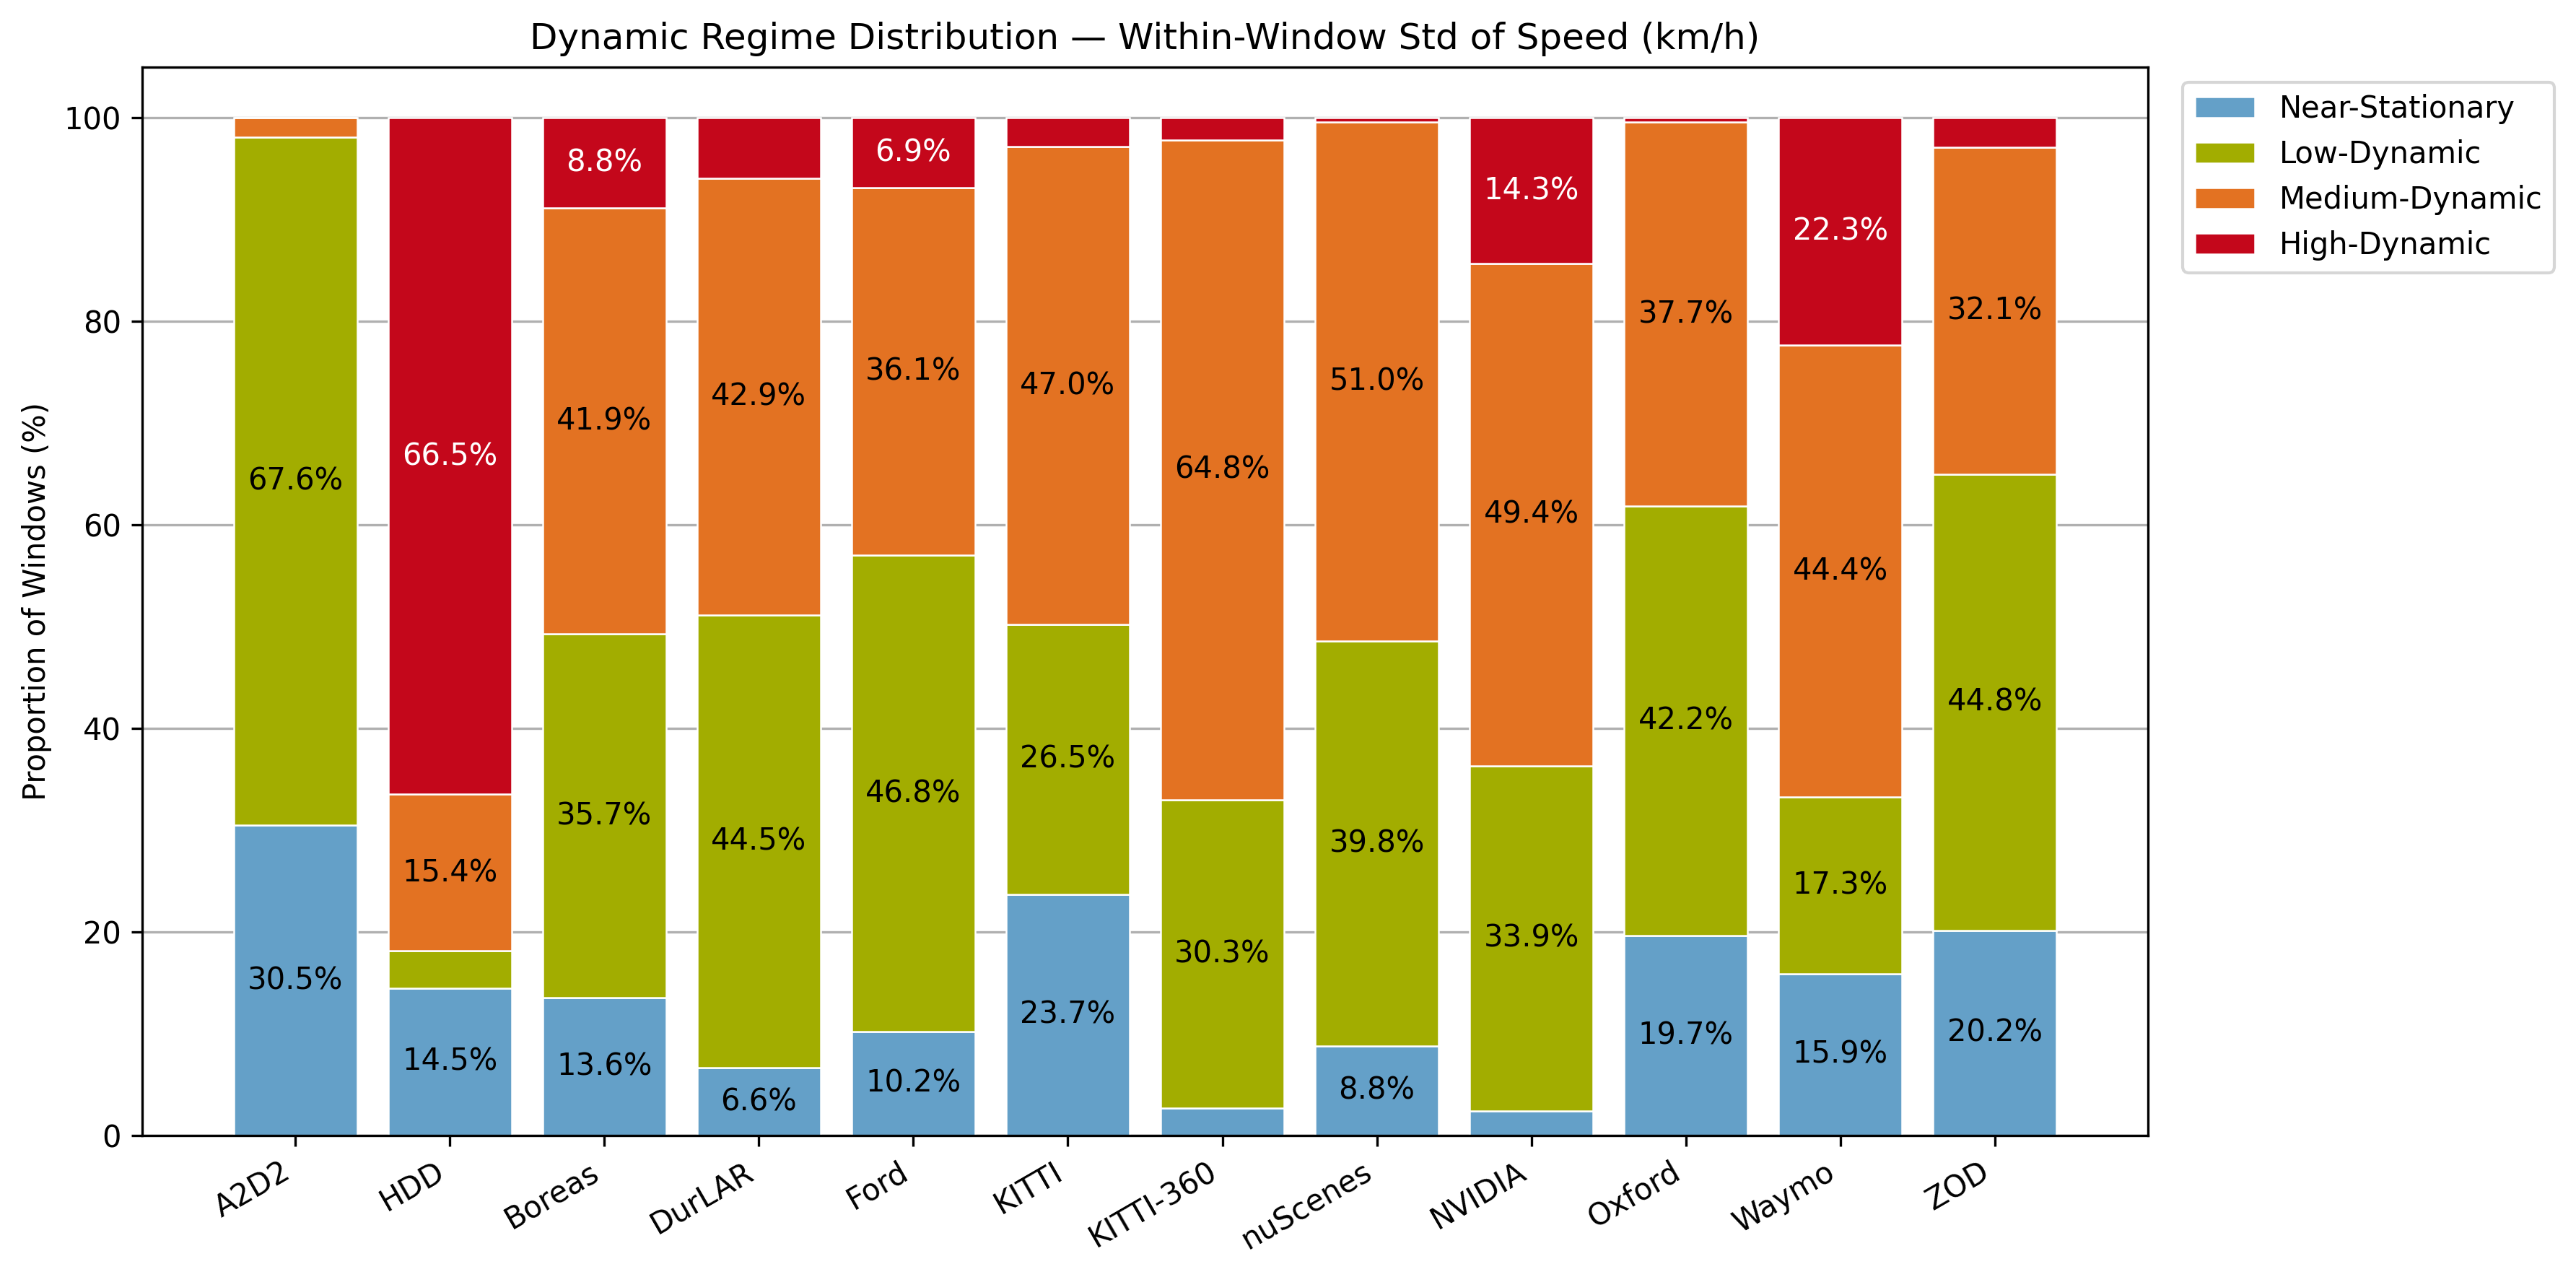 Dynamic Regime Distribution — Within-Window Std of Speed (km/h)
Proportion of Windows (%)
100
80
60
40
20
0
67.6%
30.5%
66.5%
15.4%
14.5%
8.8%
41.9%
35.7%
13.6%
42.9%
44.5%
6.6%
6.9%
36.1%
46.8%
10.2%
47.0%
26.5%
23.7%
64.8%
30.3%
51.0%
39.8%
8.8%
14.3%
49.4%
33.9%
37.7%
42.2%
19.7%
22.3%
44.4%
17.3%
15.9%
32.1%
44.8%
20.2%
A2D2
HDD
Boreas
DurLAR
Ford
KITTI
KITTI-360
nuScenes
NVIDIA
Oxford
Waymo
ZOD
Near-Stationary
Low-Dynamic
Medium-Dynamic
High-Dynamic